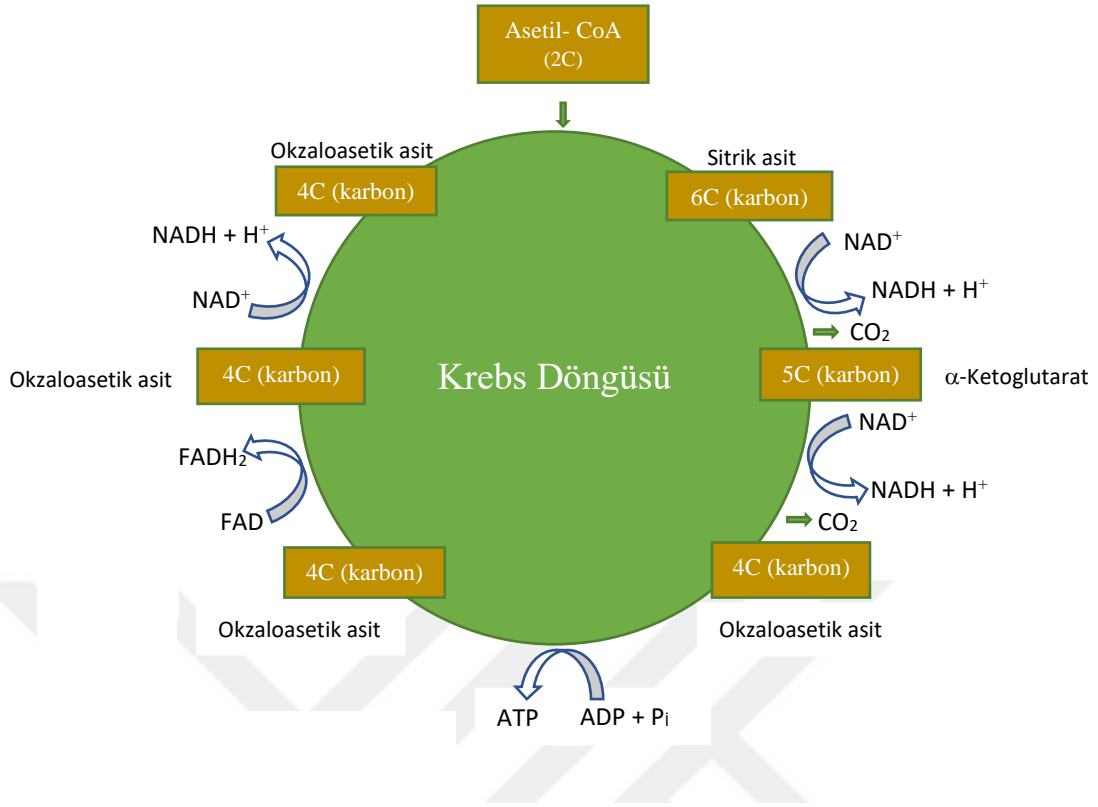 Asetil- CoA
(2C)
Okzaloasetik asit
4C (karbon)
Sitrik asit
6C (karbon)
NADH + H⁺
NAD⁺
NAD⁺
NADH + H⁺
CO₂
Okzaloasetik asit
4C (karbon)
Krebs Döngüsü
5C (karbon)
α-Ketoglutarat
NAD⁺
NADH + H⁺
CO₂
FADH₂
FAD
4C (karbon)
Okzaloasetik asit
4C (karbon)
Okzaloasetik asit
ATP
ADP + Pi